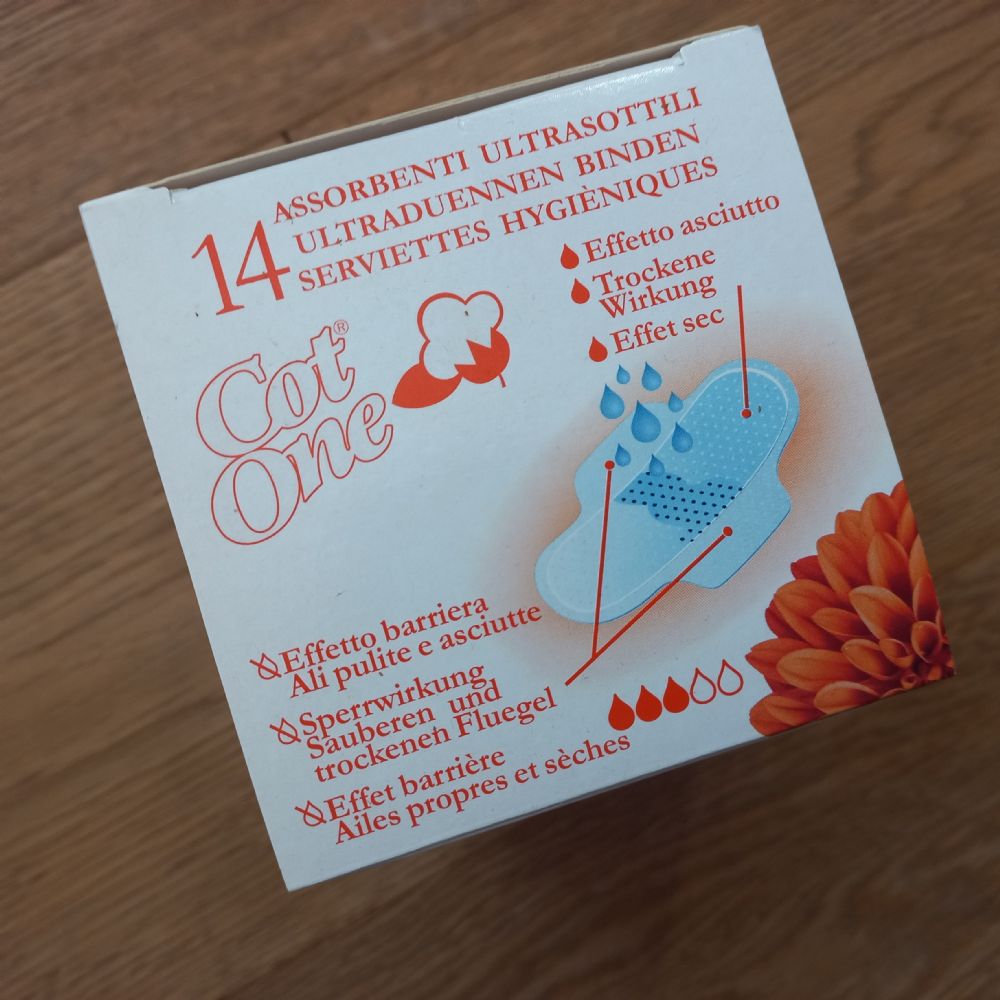 14
ASSORBENTI ULTRASOTTILI
ULTRADUENNEN BINDEN
SERVIETTES HYGIÈNIQUES
Effetto asciutto
Trockene
Wirkung
Effet sec
Cot®
One
Effetto barriera
Ali pulite e asciutte
Sperrwirkung
Sauberen und
trockenen Fluegel
Effet barrière
Ailes propres et sèches